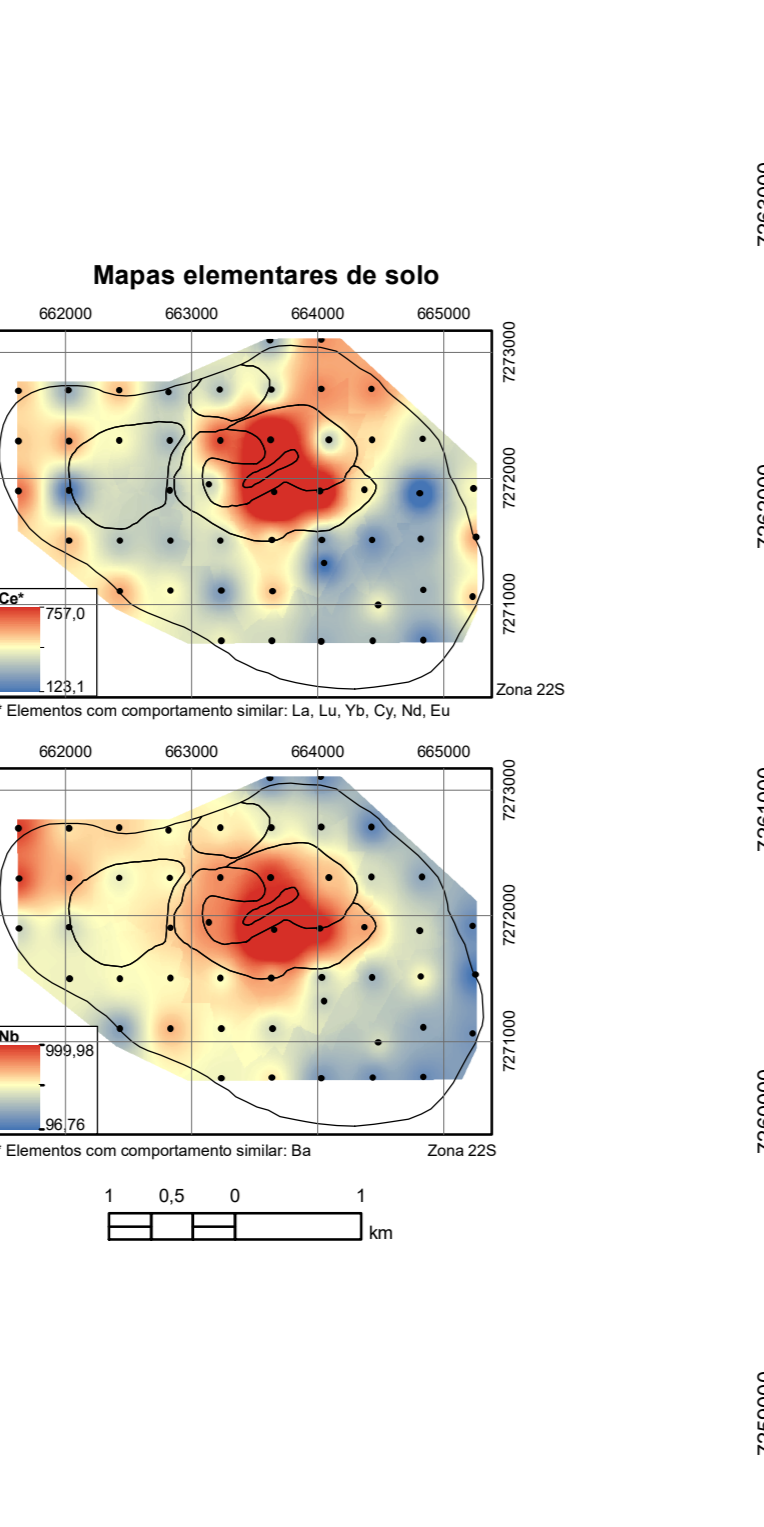 Mapas elementares de solo
662000 663000 664000 665000
7273000
7272000
7271000
Ce*
757,0
123,1
Zona 22S
* Elementos com comportamento similar: La, Lu, Yb, Cy, Nd, Eu
662000 663000 664000 665000
7273000
7272000
7271000
Nb
999,98
96,76
* Elementos com comportamento similar: Ba
Zona 22S
1 0,5 0 1
km